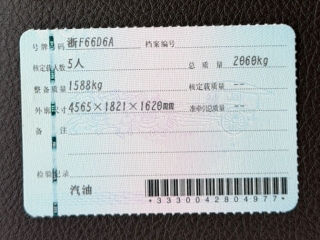 号牌号码 浙F66D6A 档案编号
核定载人数 5人 总质量 2060kg
整备质量 1588kg 核定载质量 --
外廓尺寸 4565×1821×1620mm 准牵引总质量 --
备注
检验记录
汽油
*3330042804977*